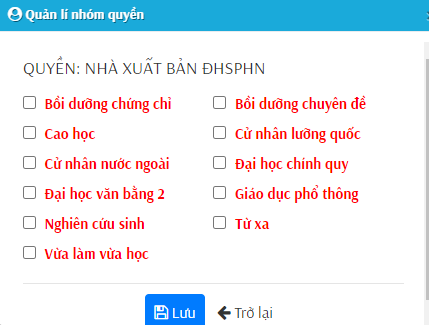 Quản lí nhóm quyền
QUYỀN: NHÀ XUẤT BẢN ĐHSPHN
Bồi dưỡng chứng chỉ
Bồi dưỡng chuyên đề
Cao học
Cử nhân lưỡng quốc
Cử nhân nước ngoài
Đại học chính quy
Đại học văn bằng 2
Giáo dục phổ thông
Nghiên cứu sinh
Từ xa
Vừa làm vừa học
Lưu
Trở lại